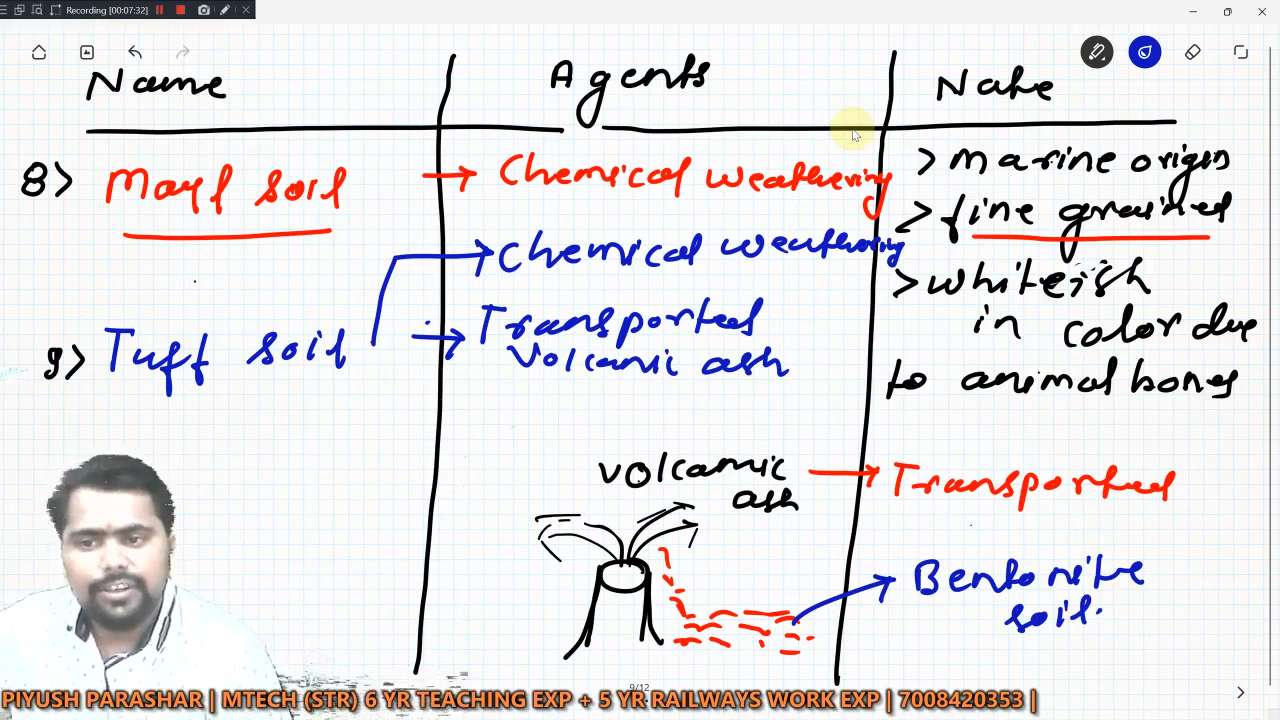 Recording [00:07:32]
Name
Agents
Nate
8> Marl soil
→ Chemical weathering
> marine origin
> fine grained
→ Chemical weathering
> whiteish
in color due
to animal bones
9> Tuff soil
→ Transported
volcanic ash
volcanic
ash
→ Transported
→ Bentonite
soil.
9/12
PIYUSH PARASHAR | MTECH (STR) 6 YR TEACHING EXP + 5 YR RAILWAYS WORK EXP | 7008420353 |